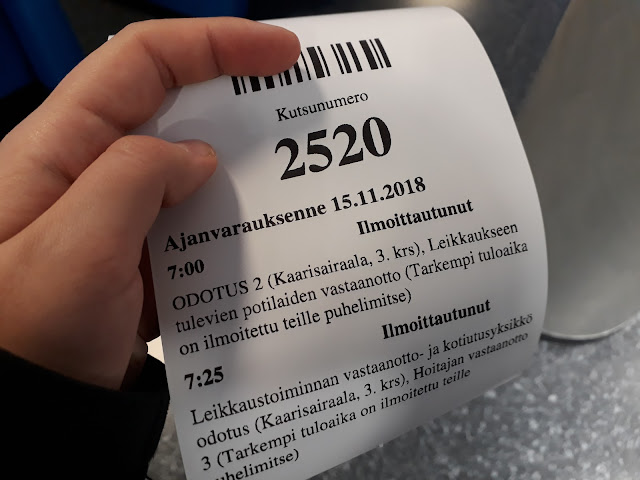 Kutsunumero
2520
Ajanvarauksenne 15.11.2018
7:00 Ilmoittautunut
ODOTUS 2 (Kaarisairaala, 3. krs), Leikkaukseen
tulevien potilaiden vastaanotto (Tarkempi tuloaika
on ilmoitettu teille puhelimitse)
7:25 Ilmoittautunut
Leikkaustoiminnan vastaanotto- ja kotiutusyksikkö
odotus (Kaarisairaala, 3. krs), Hoitajan vastaanotto
3 (Tarkempi tuloaika on ilmoitettu teille
puhelimitse)